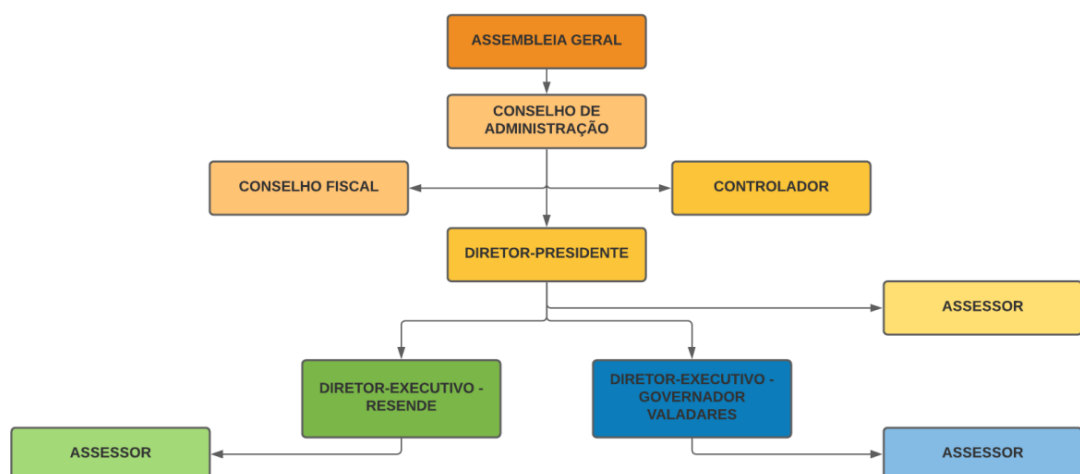 ASSEMBLEIA GERAL
CONSELHO DE
ADMINISTRAÇÃO
CONSELHO FISCAL
CONTROLADOR
DIRETOR-PRESIDENTE
ASSESSOR
DIRETOR-EXECUTIVO -
RESENDE
DIRETOR-EXECUTIVO -
GOVERNADOR
VALADARES
ASSESSOR
ASSESSOR